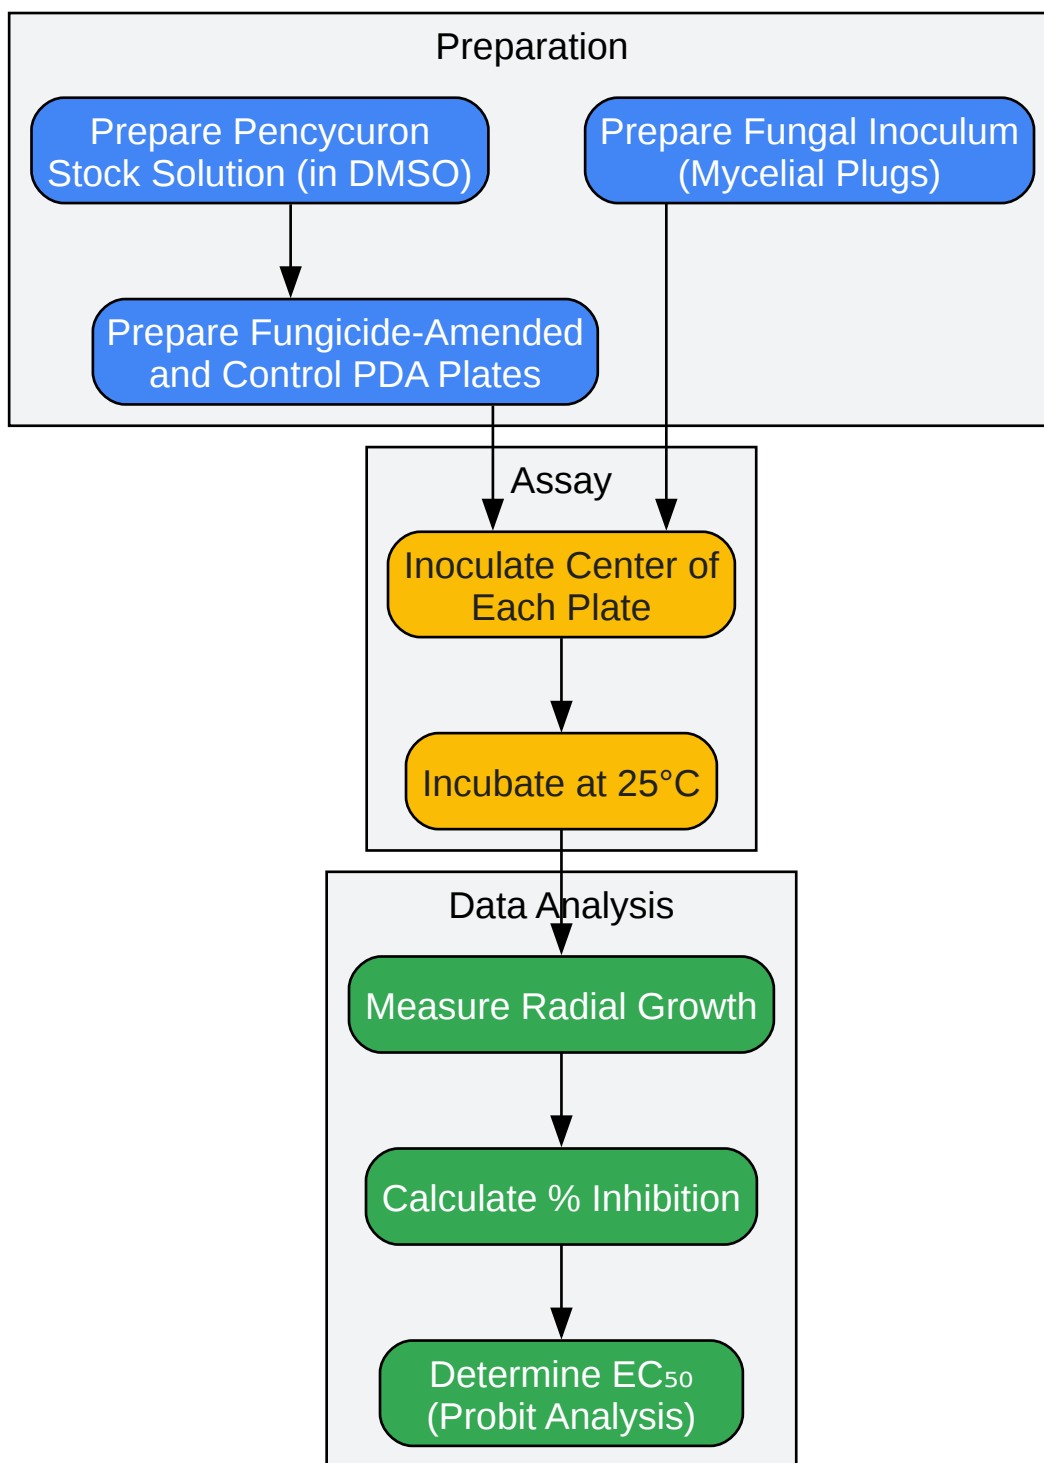 Preparation
Prepare Pencycuron
Stock Solution (in DMSO)
Prepare Fungal Inoculum
(Mycelial Plugs)
Prepare Fungicide-Amended
and Control PDA Plates
Assay
Inoculate Center of
Each Plate
Incubate at 25°C
Data Analysis
Measure Radial Growth
Calculate % Inhibition
Determine EC₅₀
(Probit Analysis)